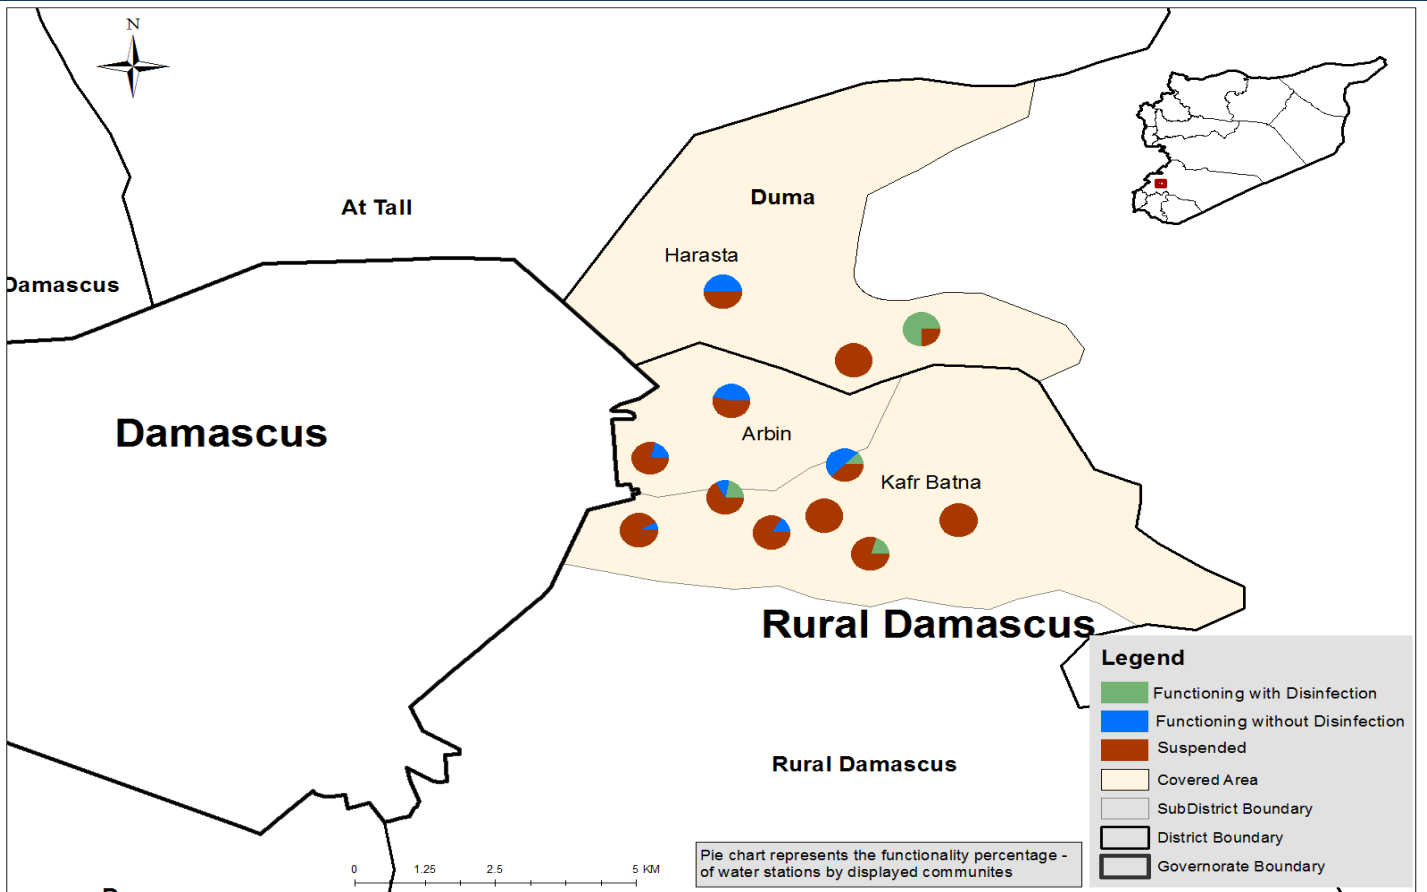 N
At Tall
Duma
Harasta
Damascus
Damascus
Arbin
Kafr Batna
Rural Damascus
Rural Damascus
Legend
Functioning with Disinfection
Functioning without Disinfection
Suspended
Covered Area
SubDistrict Boundary
District Boundary
Governorate Boundary
Pie chart represents the functionality percentage -
of water stations by displayed communites
0 1.25 2.5 5 KM